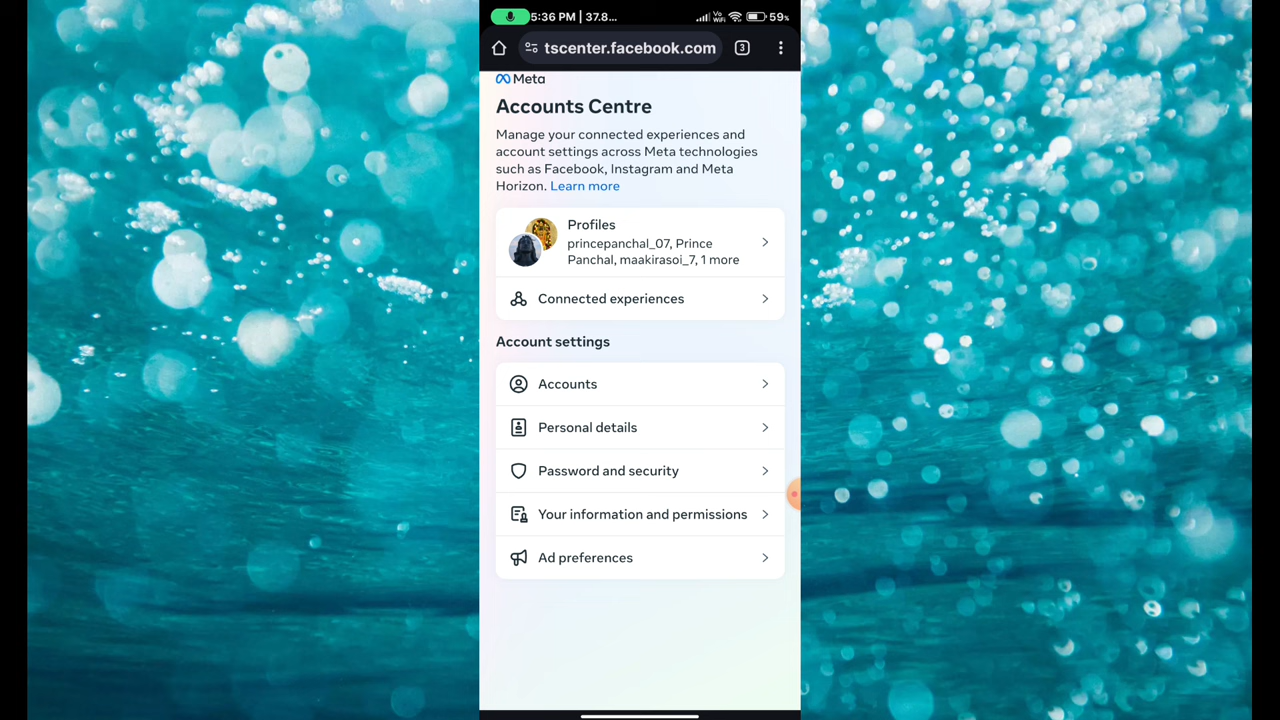 5:36 PM | 37.8... Vo WiFi 59%
tscenter.facebook.com 3
Meta
Accounts Centre
Manage your connected experiences and
account settings across Meta technologies
such as Facebook, Instagram and Meta
Horizon. Learn more
Profiles
princepanchal_07, Prince
Panchal, maakirasoi_7, 1 more
Connected experiences
Account settings
Accounts
Personal details
Password and security
Your information and permissions
Ad preferences